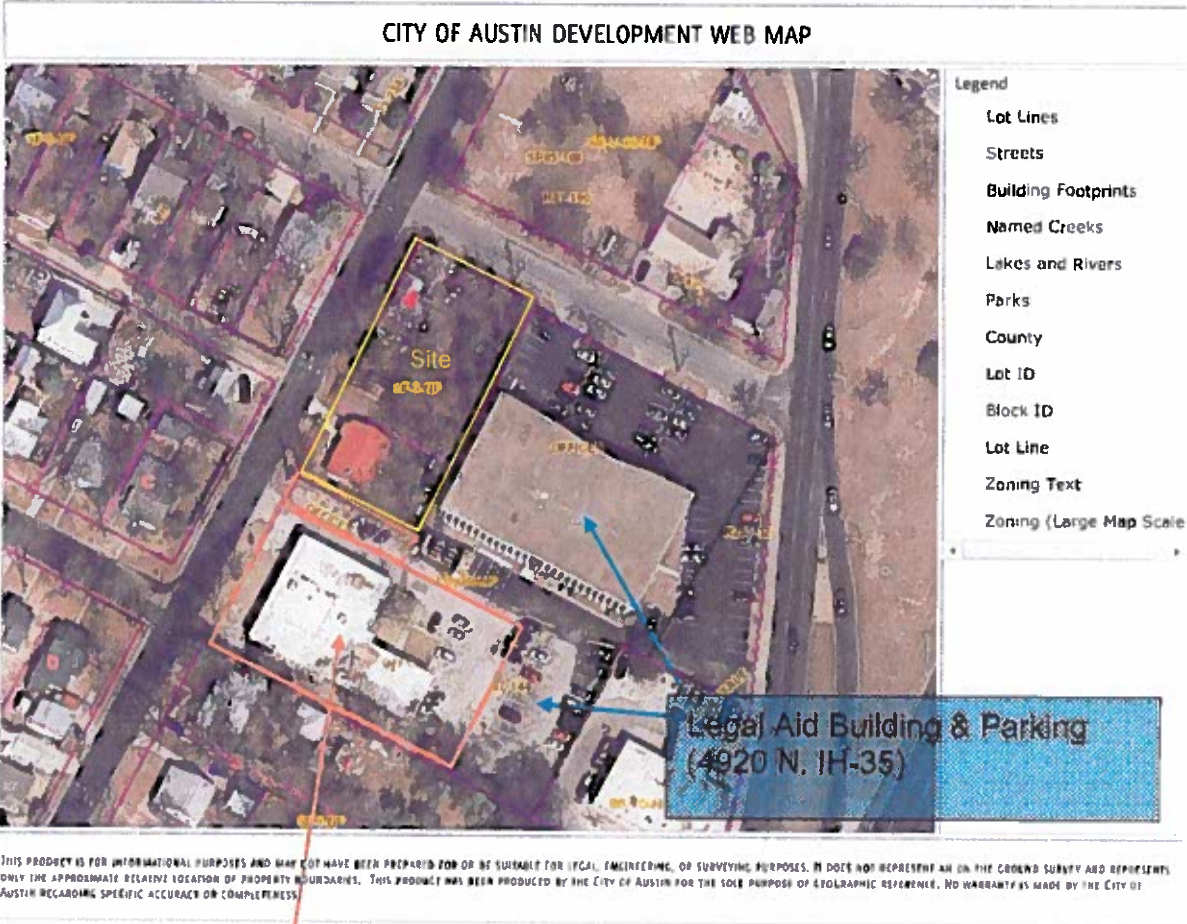 CITY OF AUSTIN DEVELOPMENT WEB MAP
Legend
Lot Lines
Streets
Building Footprints
Named Creeks
Lakes and Rivers
Parks
County
Lot ID
Block ID
Lot Line
Zoning Text
Zoning (Large Map Scale
Site
Legal Aid Building & Parking
(4920 N. IH-35)
THIS PRODUCT IS FOR INFORMATIONAL PURPOSES AND MAY NOT HAVE BEEN PREPARED FOR OR BE SUITABLE FOR LEGAL, ENGINEERING, OR SURVEYING PURPOSES. IT DOES NOT REPRESENT AN ON THE GROUND SURVEY AND REPRESENTS
ONLY THE APPROXIMATE RELATIVE LOCATION OF PROPERTY BOUNDARIES. THIS PRODUCT HAS BEEN PRODUCED BY THE CITY OF AUSTIN FOR THE SOLE PURPOSE OF GEOGRAPHIC REFERENCE. NO WARRANTY IS MADE BY THE CITY OF
AUSTIN REGARDING SPECIFIC ACCURACY OR COMPLETENESS